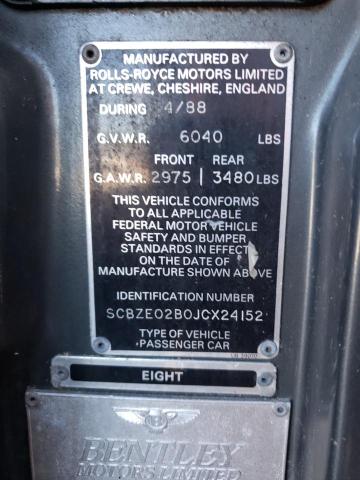 MANUFACTURED BY
ROLLS-ROYCE MOTORS LIMITED
AT CREWE, CHESHIRE, ENGLAND
DURING 4/88
G.V.W.R. 6040 LBS
FRONT REAR
G.A.W.R. 2975 | 3480 LBS
THIS VEHICLE CONFORMS
TO ALL APPLICABLE
FEDERAL MOTOR VEHICLE
SAFETY AND BUMPER
STANDARDS IN EFFECT
ON THE DATE OF
MANUFACTURE SHOWN ABOVE
IDENTIFICATION NUMBER
SCBZE02B0JCX24152
TYPE OF VEHICLE
PASSENGER CAR
EIGHT
BENTLEY
MOTORS LIMITED